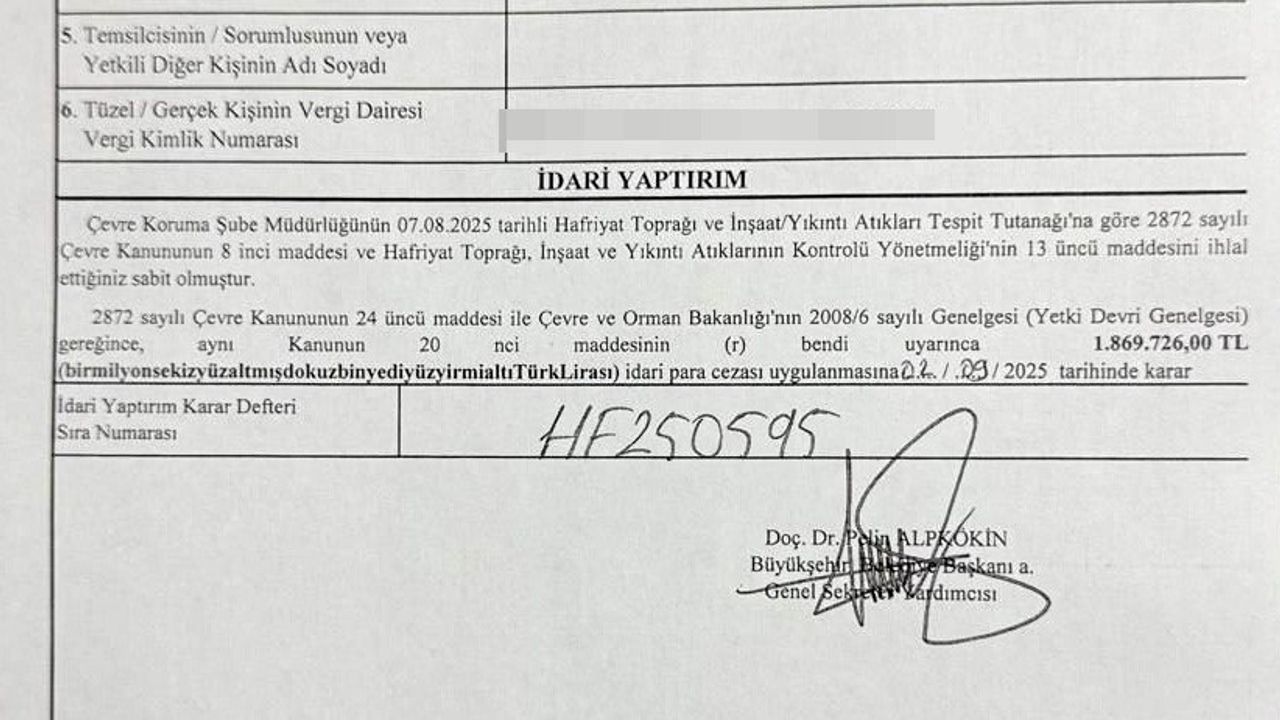 5. Temsilcisinin / Sorumlusunun veya
Yetkili Diğer Kişinin Adı Soyadı
6. Tüzel / Gerçek Kişinin Vergi Dairesi
Vergi Kimlik Numarası
İDARİ YAPTIRIM
Çevre Koruma Şube Müdürlüğünün 07.08.2025 tarihli Hafriyat Toprağı ve İnşaat/Yıkıntı Atıkları Tespit Tutanağı'na göre 2872 sayılı
Çevre Kanununun 8 inci maddesi ve Hafriyat Toprağı, İnşaat ve Yıkıntı Atıklarının Kontrolü Yönetmeliği'nin 13 üncü maddesini ihlal
ettiğiniz sabit olmuştur.
2872 sayılı Çevre Kanununun 24 üncü maddesi ile Çevre ve Orman Bakanlığı'nın 2008/6 sayılı Genelgesi (Yetki Devri Genelgesi)
gereğince, aynı Kanunun 20 nci maddesinin (r) bendi uyarınca 1.869.726,00 TL
(birmilyonsekizyüzaltmışdokuzbinyediyüzyirmialtıTürkLirası) idari para cezası uygulanmasına / .09 / 2025 tarihinde karar
İdari Yaptırım Karar Defteri
Sıra Numarası
HF250595
Doç. Dr. Pelin ALPKÖKİN
Büyükşehir Belediye Başkanı a.
Genel Sekreter Yardımcısı